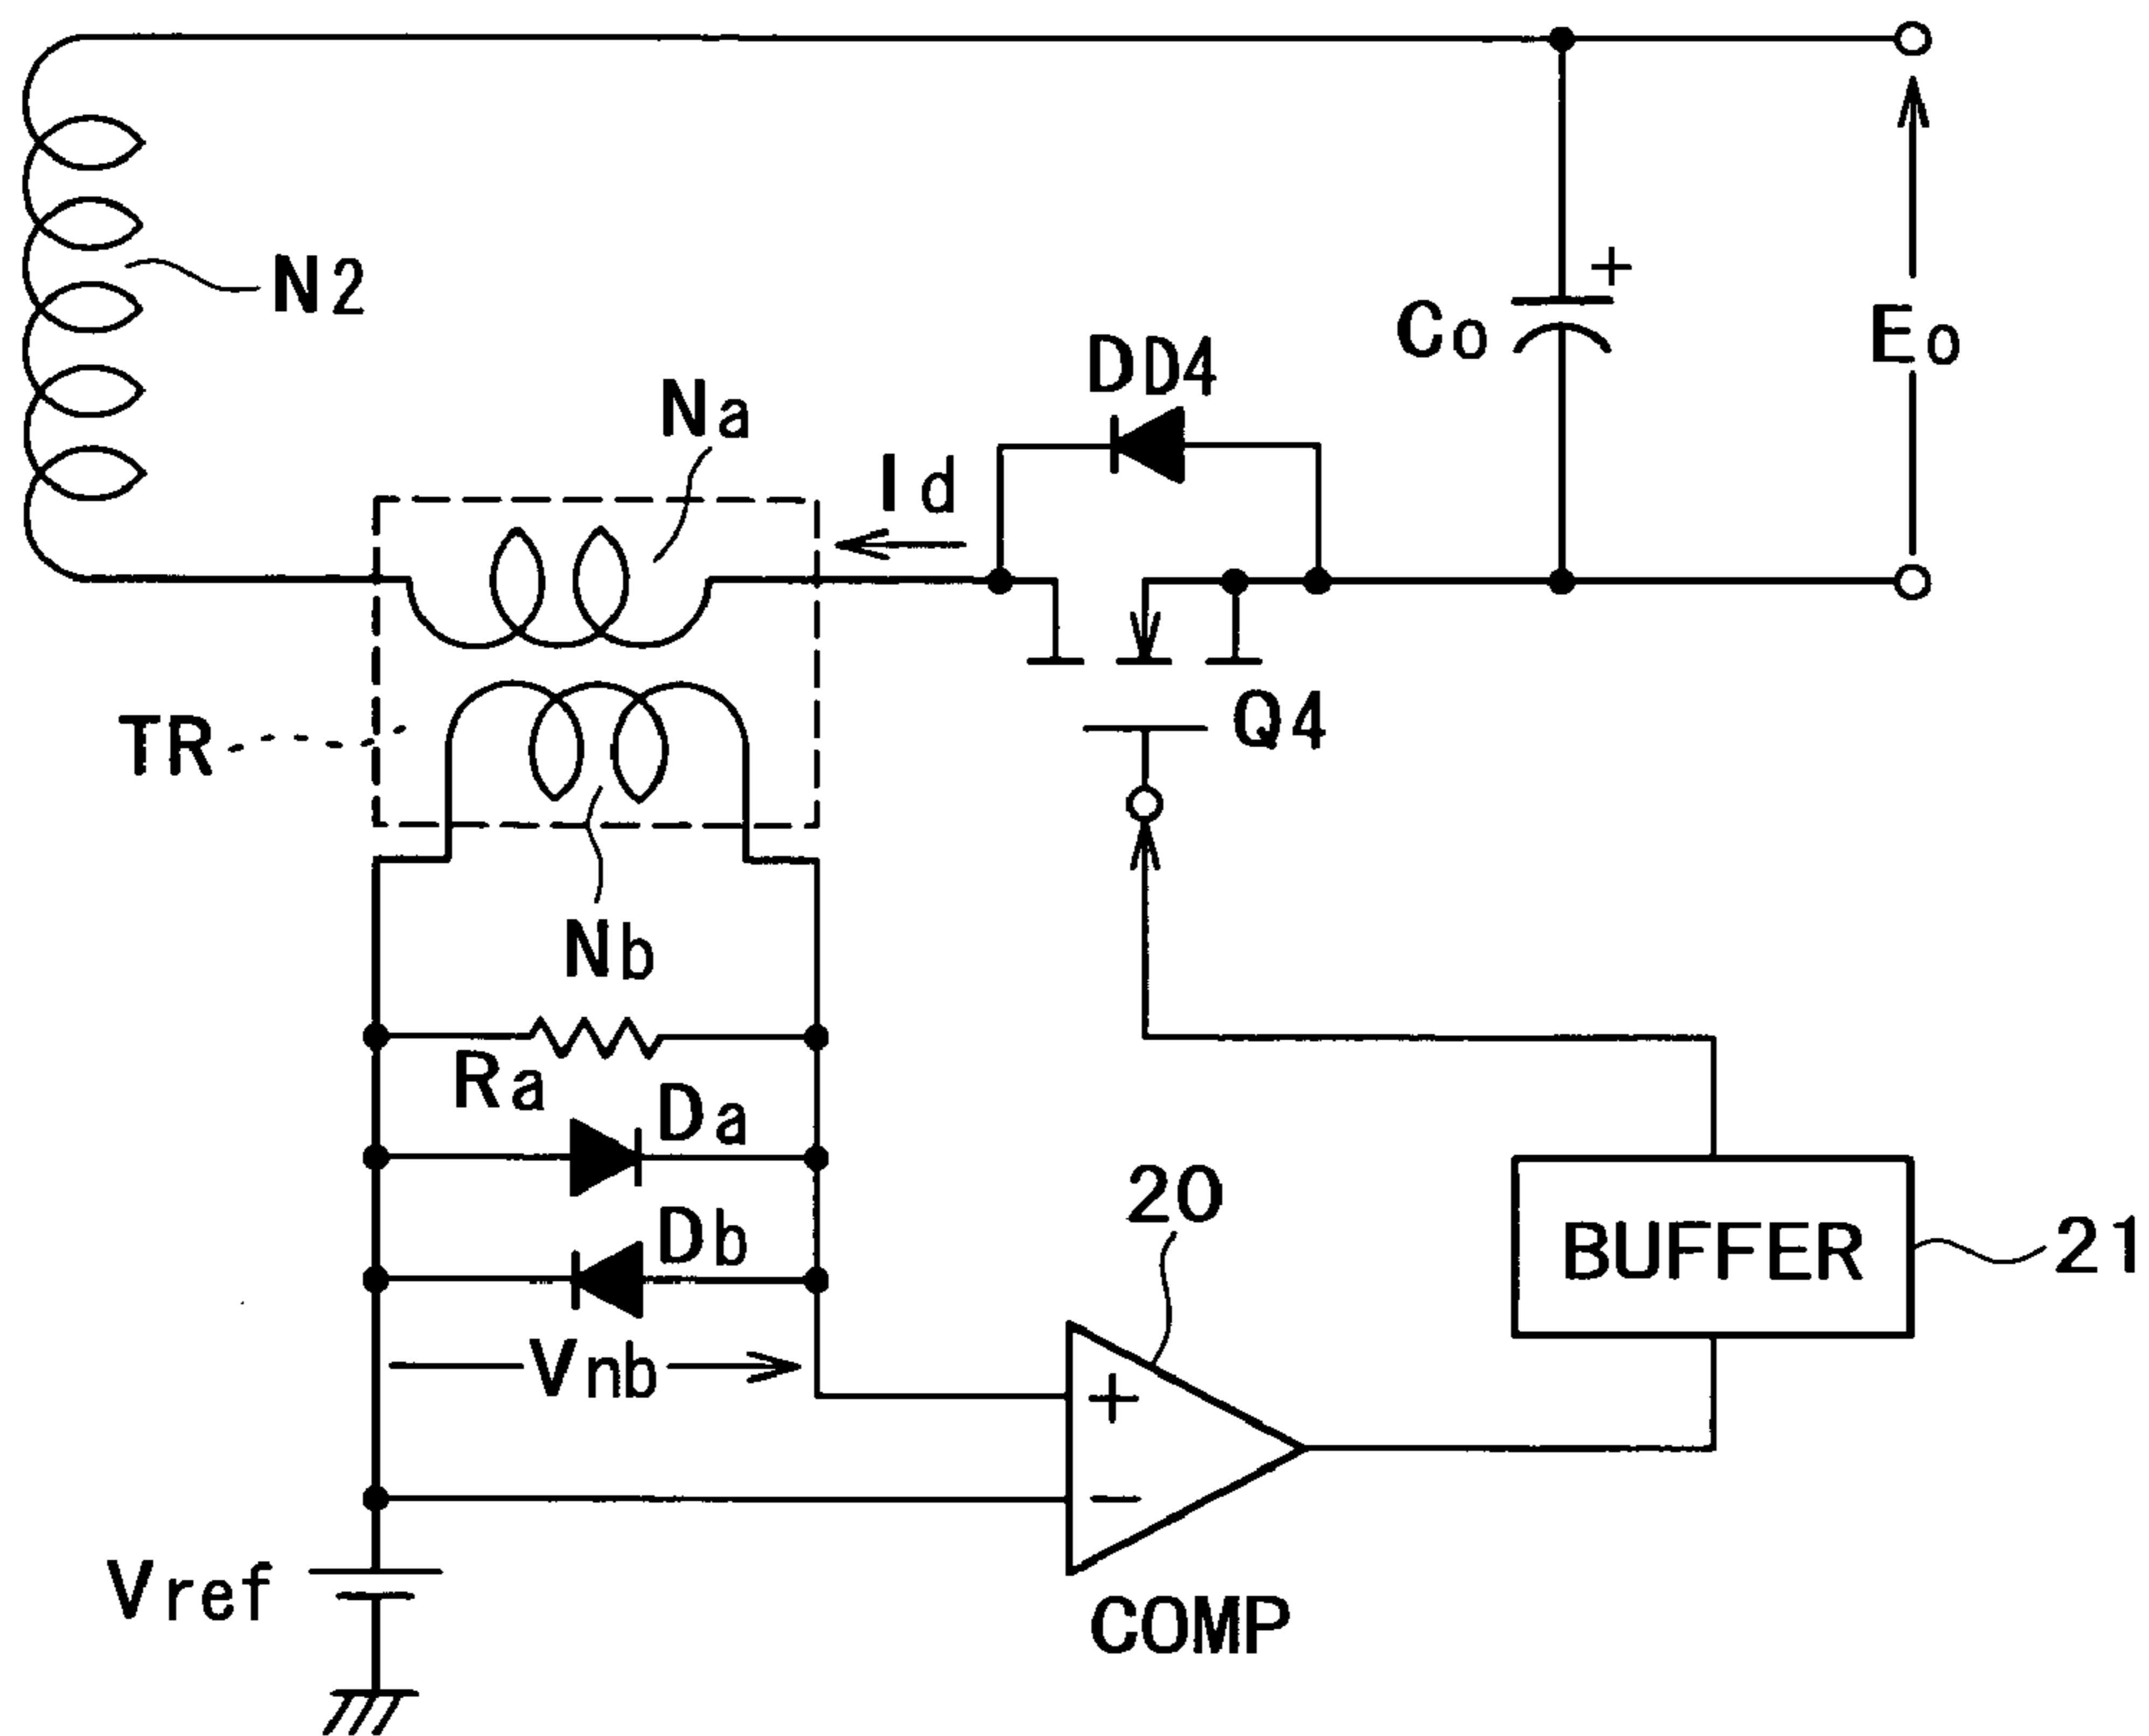 N2
Na
Id
DD4
Co
+
Eo
TR
Q4
Nb
Ra
Da
Db
Vnb
20
BUFFER
21
+
−
Vref
COMP